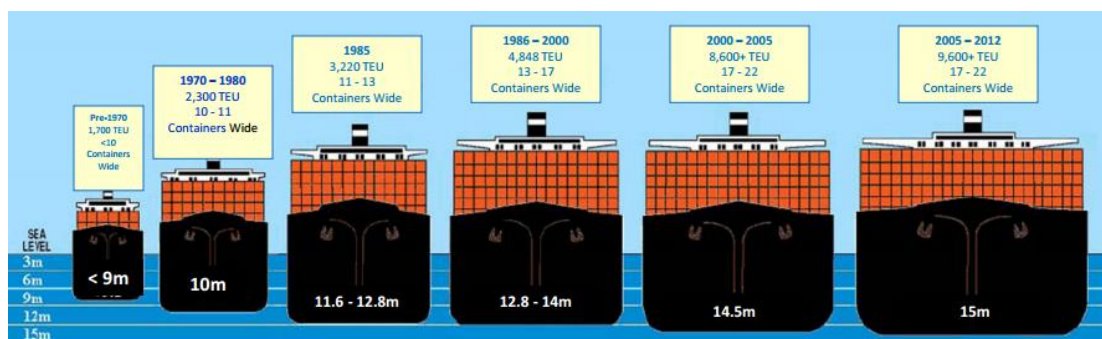 Pre-1970
1,700 TEU
<10
Containers
Wide
1970 – 1980
2,300 TEU
10 - 11
Containers Wide
1985
3,220 TEU
11 - 13
Containers Wide
1986 – 2000
4,848 TEU
13 - 17
Containers Wide
2000 – 2005
8,600+ TEU
17 - 22
Containers Wide
2005 – 2012
9,600+ TEU
17 - 22
Containers Wide
SEA
LEVEL
3m
6m
9m
12m
15m
< 9m
10m
11.6 - 12.8m
12.8 - 14m
14.5m
15m